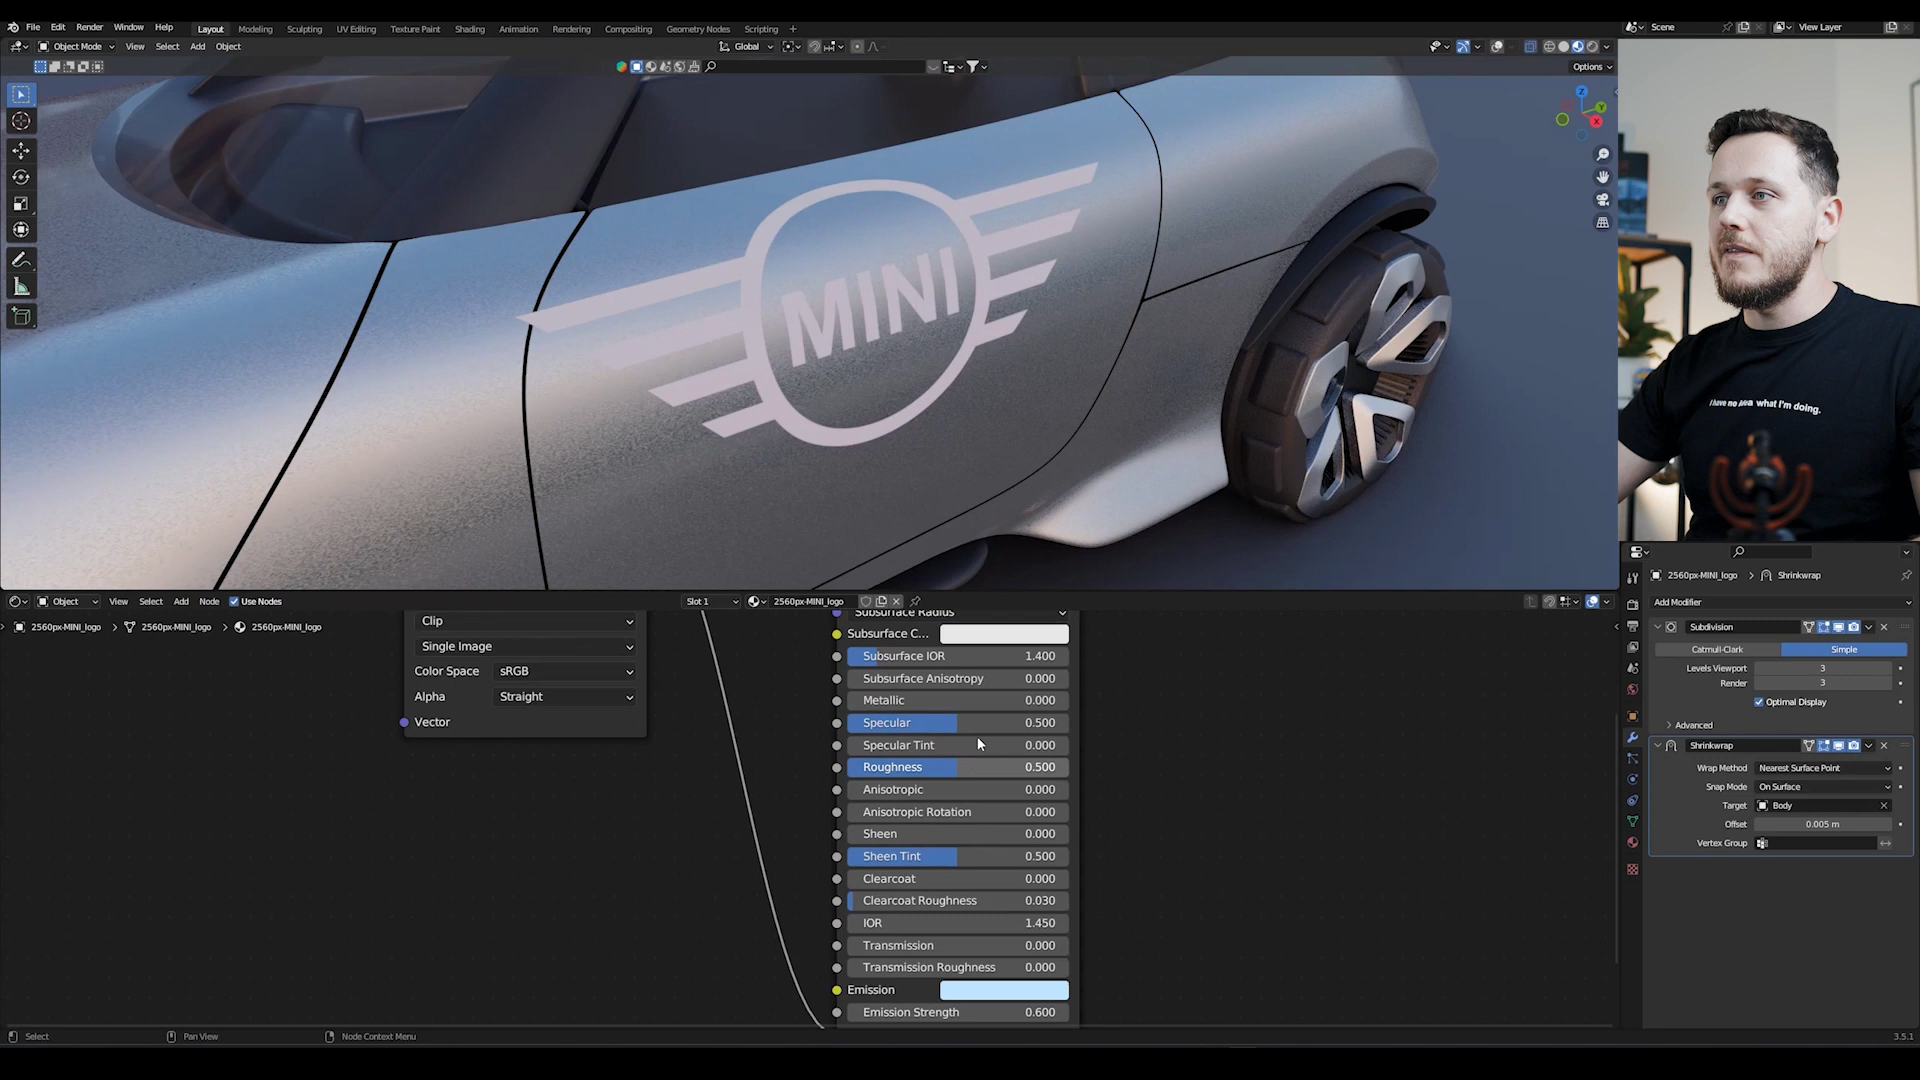 File Edit Render Window Help Layout Modeling Sculpting UV Editing Texture Paint Shading Animation Rendering Compositing Geometry Nodes Scripting + Scene View Layer
Object Mode View Select Add Object Global
Options
Z
Y
X
MINI
I have no idea what I'm doing.
2560px-MINI_logo > Shrinkwrap
Add Modifier
Subdivision
Catmull-Clark Simple
Levels Viewport 3
Render 3
Optimal Display
Advanced
Shrinkwrap
Wrap Method Nearest Surface Point
Snap Mode On Surface
Target Body
Offset 0.005 m
Vertex Group
Object View Select Add Node Use Nodes Slot 1 2560px-MINI_logo
2560px-MINI_logo > 2560px-MINI_logo > 2560px-MINI_logo
Clip
Single Image
Color Space sRGB
Alpha Straight
Vector
Subsurface Radius
Subsurface C...
Subsurface IOR 1.400
Subsurface Anisotropy 0.000
Metallic 0.000
Specular 0.500
Specular Tint 0.000
Roughness 0.500
Anisotropic 0.000
Anisotropic Rotation 0.000
Sheen 0.000
Sheen Tint 0.500
Clearcoat 0.000
Clearcoat Roughness 0.030
IOR 1.450
Transmission 0.000
Transmission Roughness 0.000
Emission
Emission Strength 0.600
Select Pan View Node Context Menu 3.5.1